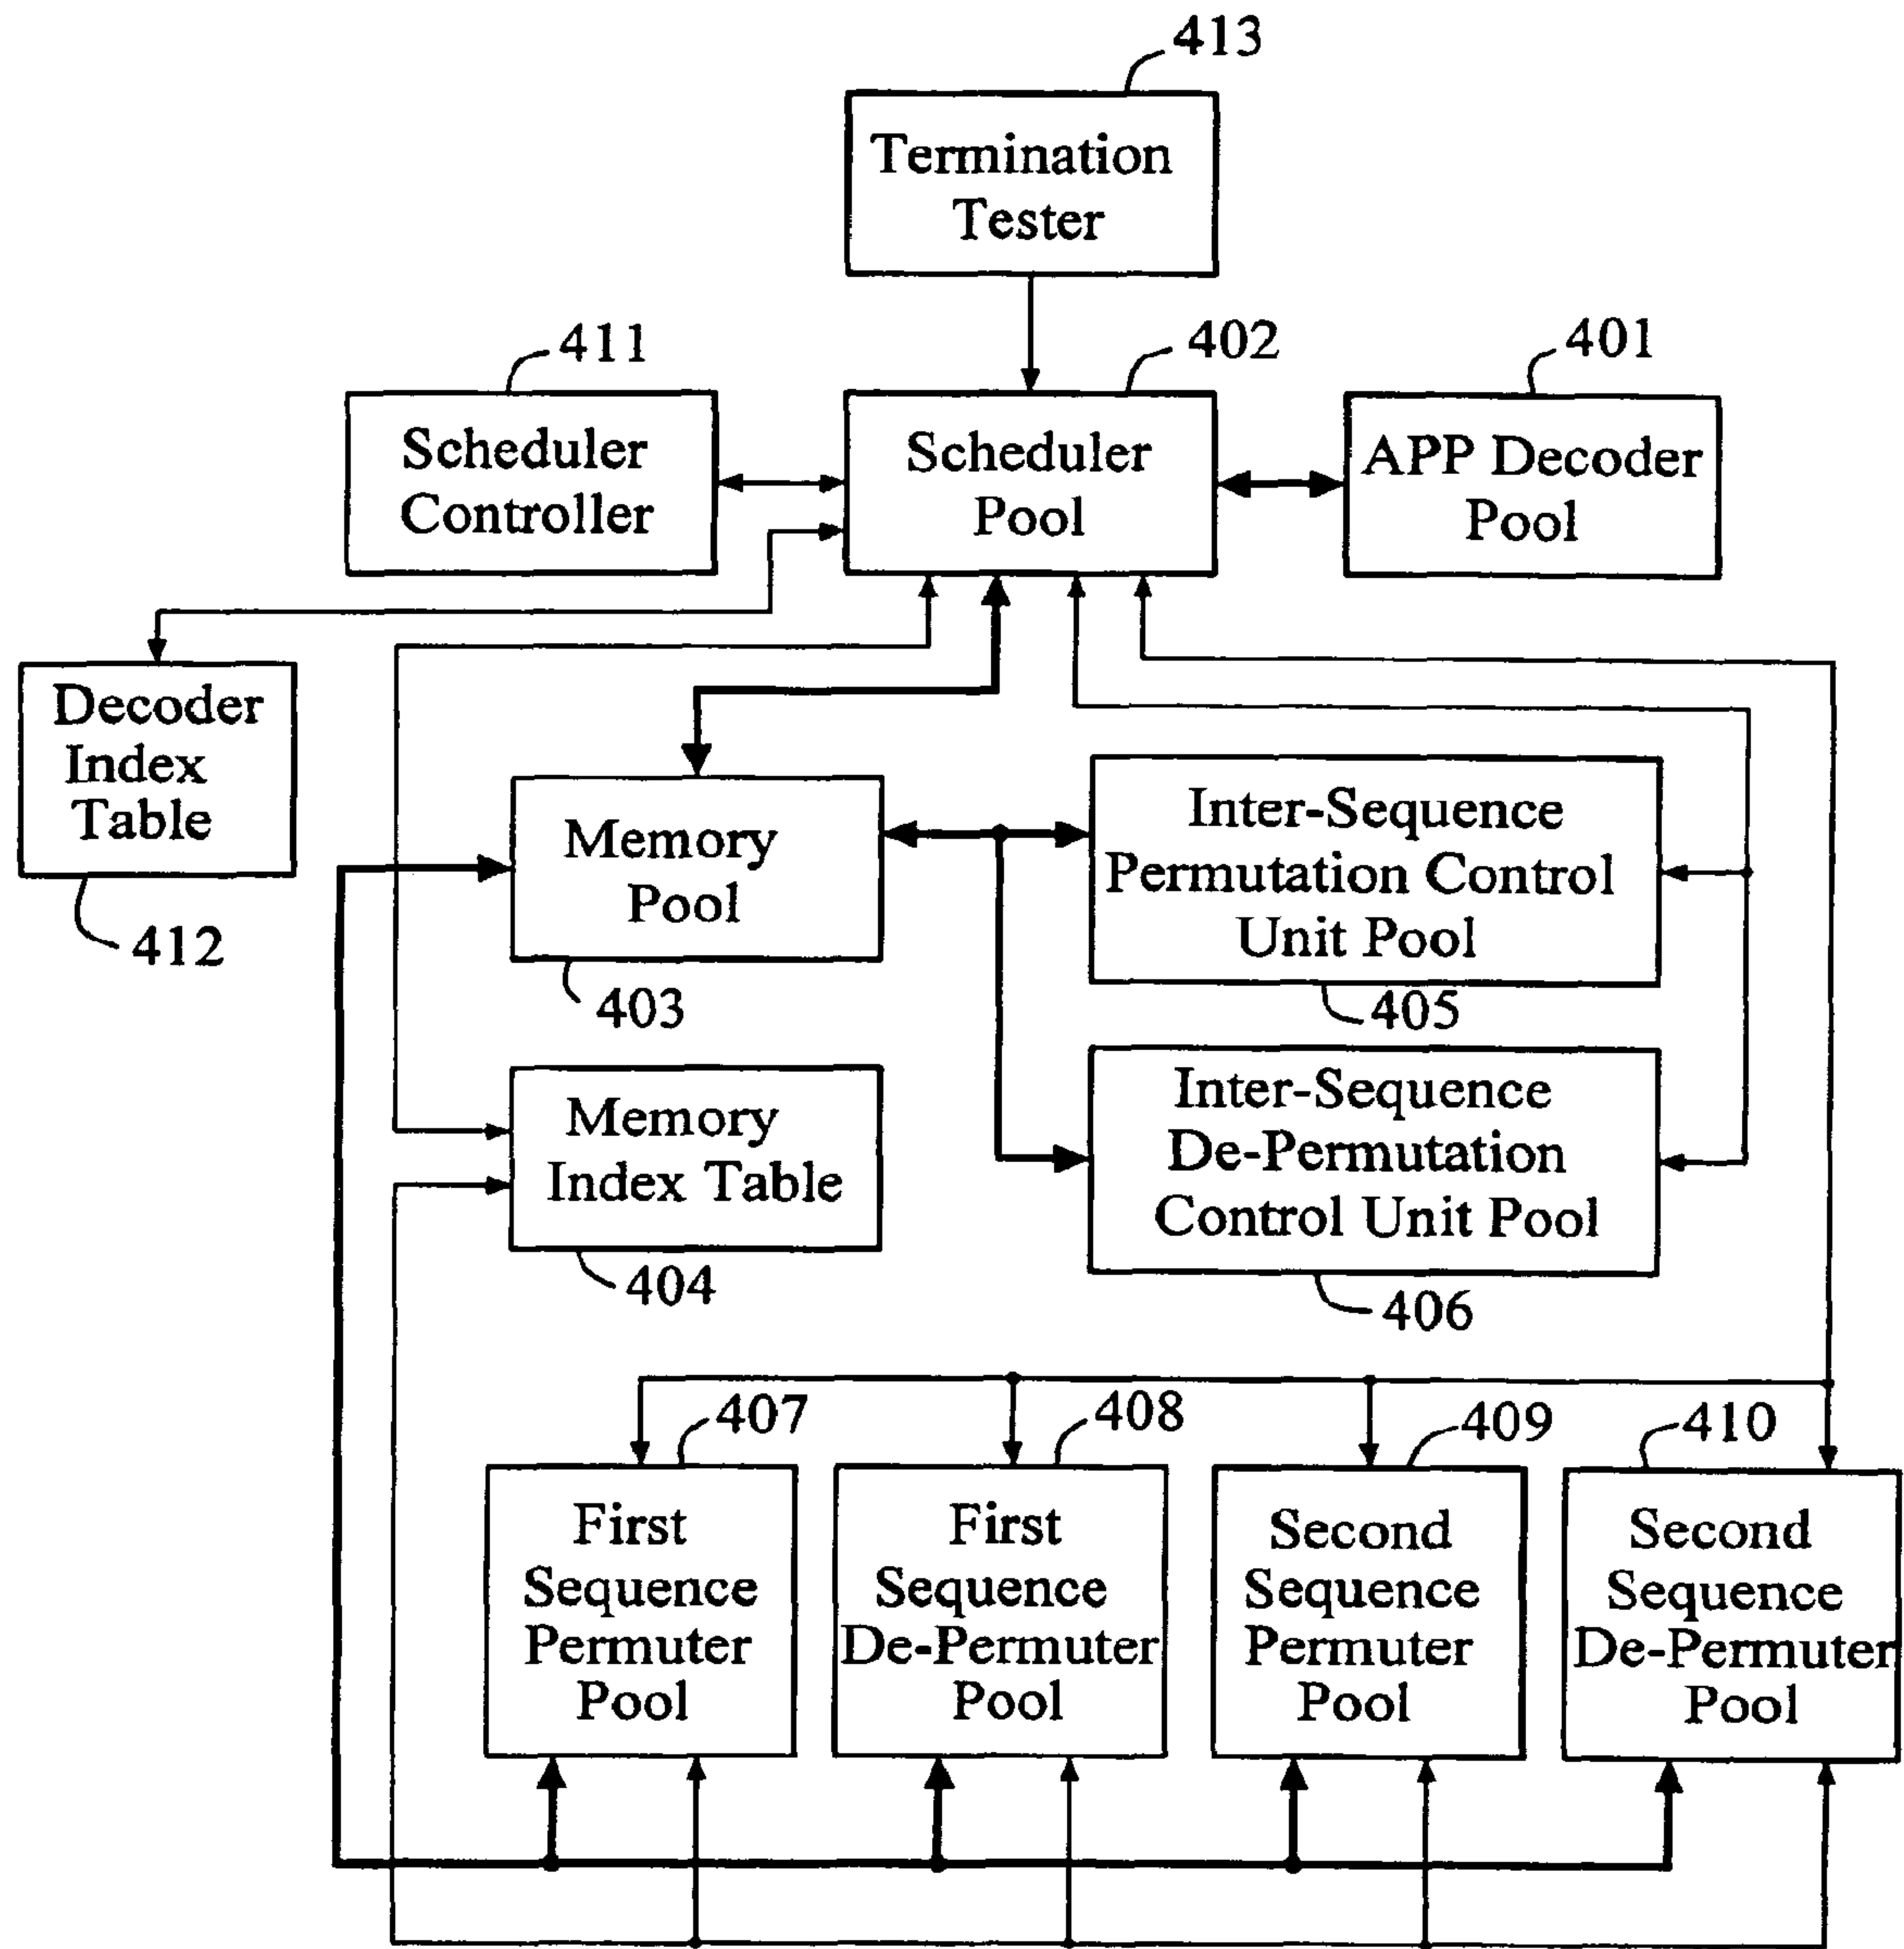 413
Termination
Tester
411
402
401
Scheduler
Controller
Scheduler
Pool
APP Decoder
Pool
Decoder
Index
Table
412
Memory
Pool
403
Inter-Sequence
Permutation Control
Unit Pool
405
Memory
Index Table
404
Inter-Sequence
De-Permutation
Control Unit Pool
406
407
408
409
410
First
Sequence
Permuter
Pool
First
Sequence
De-Permuter
Pool
Second
Sequence
Permuter
Pool
Second
Sequence
De-Permuter
Pool